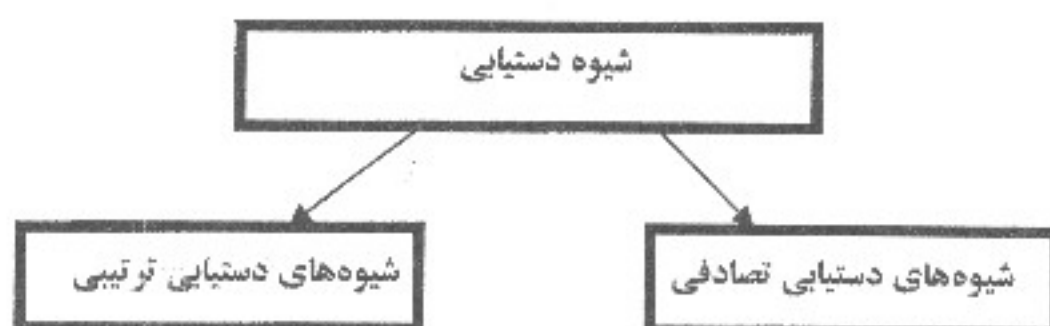 شیوه دستیابی
شیوه‌های دستیابی تصادفی
شیوه‌های دستیابی ترتیبی